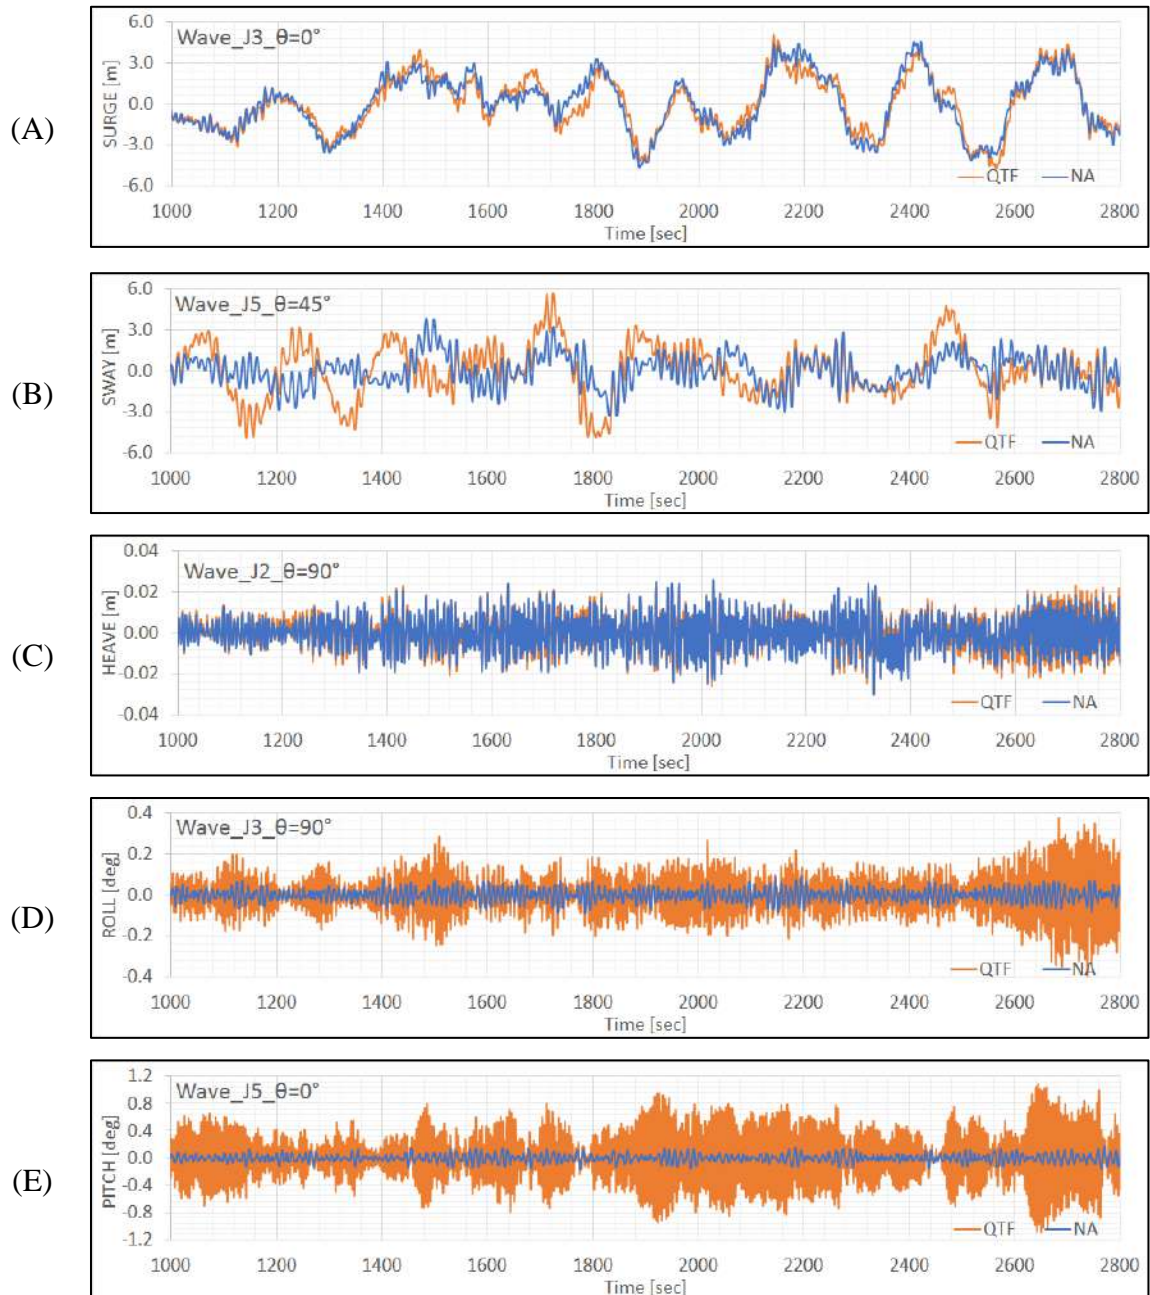 (A)
Wave_J3_θ=0°
SURGE [m]
6.0
3.0
0.0
-3.0
-6.0
QTF NA
1000 1200 1400 1600 1800 2000 2200 2400 2600 2800
Time [sec]
(B)
Wave_J5_θ=45°
SWAY [m]
6.0
3.0
0.0
-3.0
-6.0
QTF NA
1000 1200 1400 1600 1800 2000 2200 2400 2600 2800
Time [sec]
(C)
Wave_J2_θ=90°
HEAVE [m]
0.04
0.02
0.00
-0.02
-0.04
QTF NA
1000 1200 1400 1600 1800 2000 2200 2400 2600 2800
Time [sec]
(D)
Wave_J3_θ=90°
ROLL [deg]
0.4
0.2
0.0
-0.2
-0.4
QTF NA
1000 1200 1400 1600 1800 2000 2200 2400 2600 2800
Time [sec]
(E)
Wave_J5_θ=0°
PITCH [deg]
1.2
0.8
0.4
0.0
-0.4
-0.8
-1.2
QTF NA
1000 1200 1400 1600 1800 2000 2200 2400 2600 2800
Time [sec]